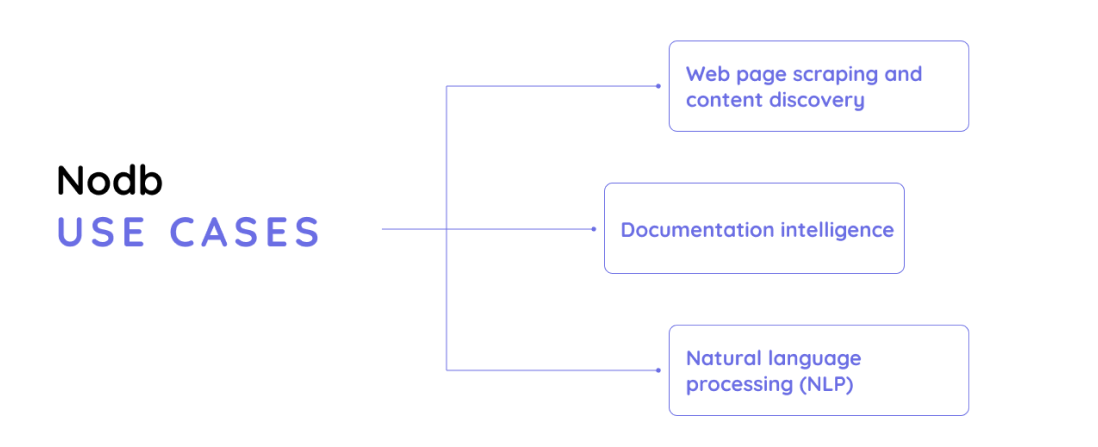 Nodb
USE CASES
Web page scraping and
content discovery
Documentation intelligence
Natural language
processing (NLP)